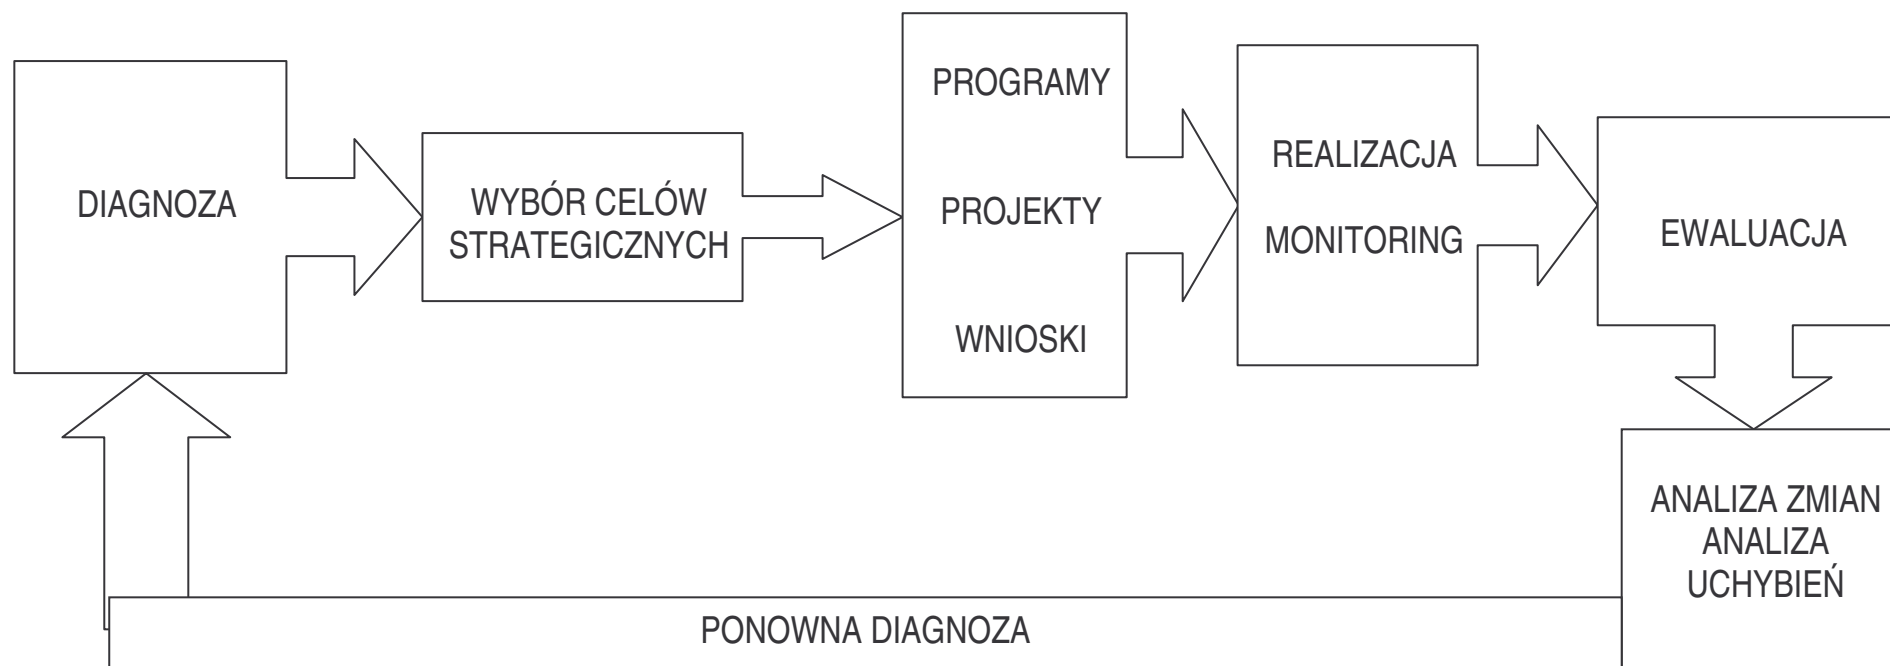 DIAGNOZA
WYBÓR CELÓW
STRATEGICZNYCH
PROGRAMY
PROJEKTY
WNIOSKI
REALIZACJA
MONITORING
EWALUACJA
ANALIZA ZMIAN
ANALIZA
UCHYBIEŃ
PONOWNA DIAGNOZA